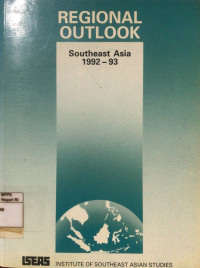 REGIONAL
OUTLOOK
Southeast Asia
1992 – 93
ISEAS INSTITUTE OF SOUTHEAST ASIAN STUDIES